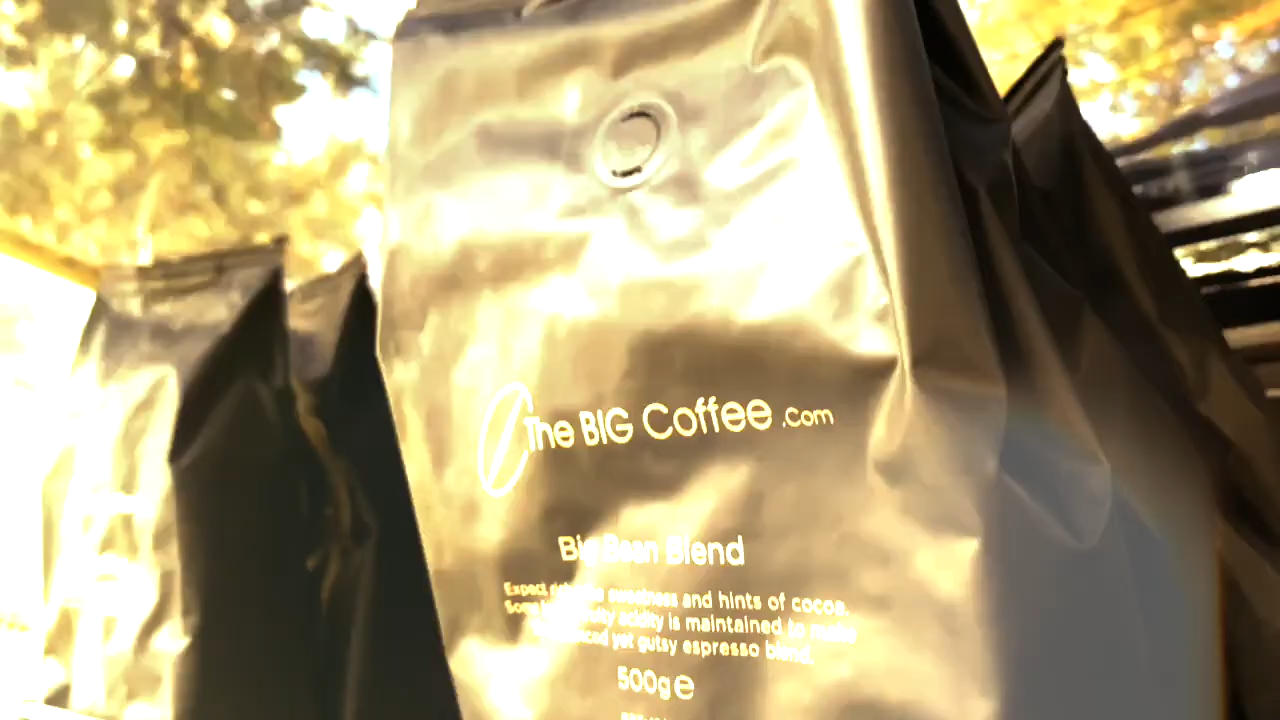 The BIG Coffee .Com
Big Bean Blend
Expect sweetness and hints of cocoa.
Some acidity is maintained to make
yet gutsy espresso blend.
500g e